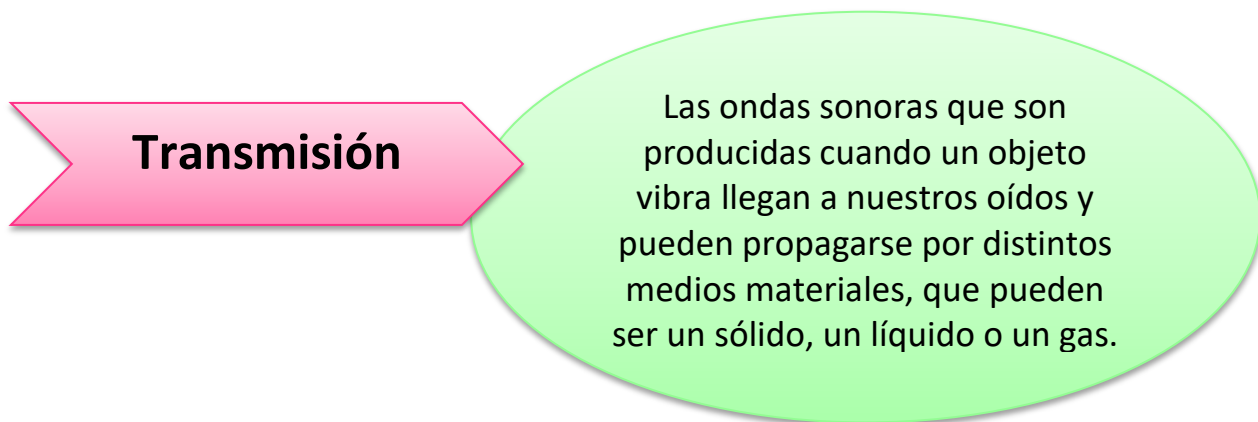 Transmisión
Las ondas sonoras que son
producidas cuando un objeto
vibra llegan a nuestros oídos y
pueden propagarse por distintos
medios materiales, que pueden
ser un sólido, un líquido o un gas.